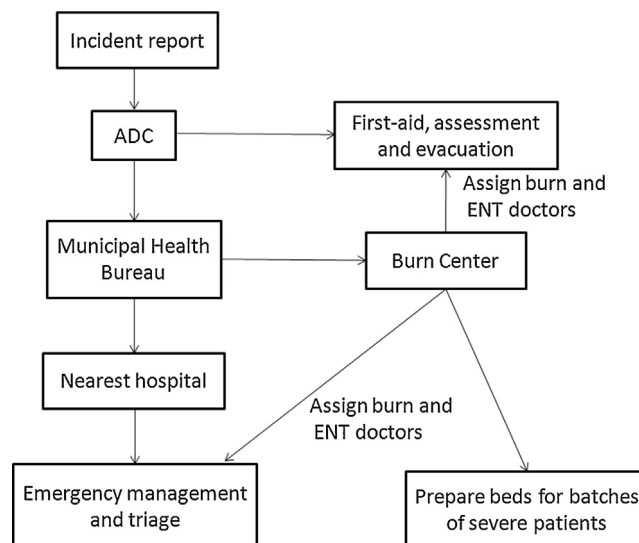 Incident report
ADC
First-aid, assessment
and evacuation
Assign burn and
ENT doctors
Municipal Health
Bureau
Burn Center
Nearest hospital
Assign burn and
ENT doctors
Emergency management
and triage
Prepare beds for batches
of severe patients